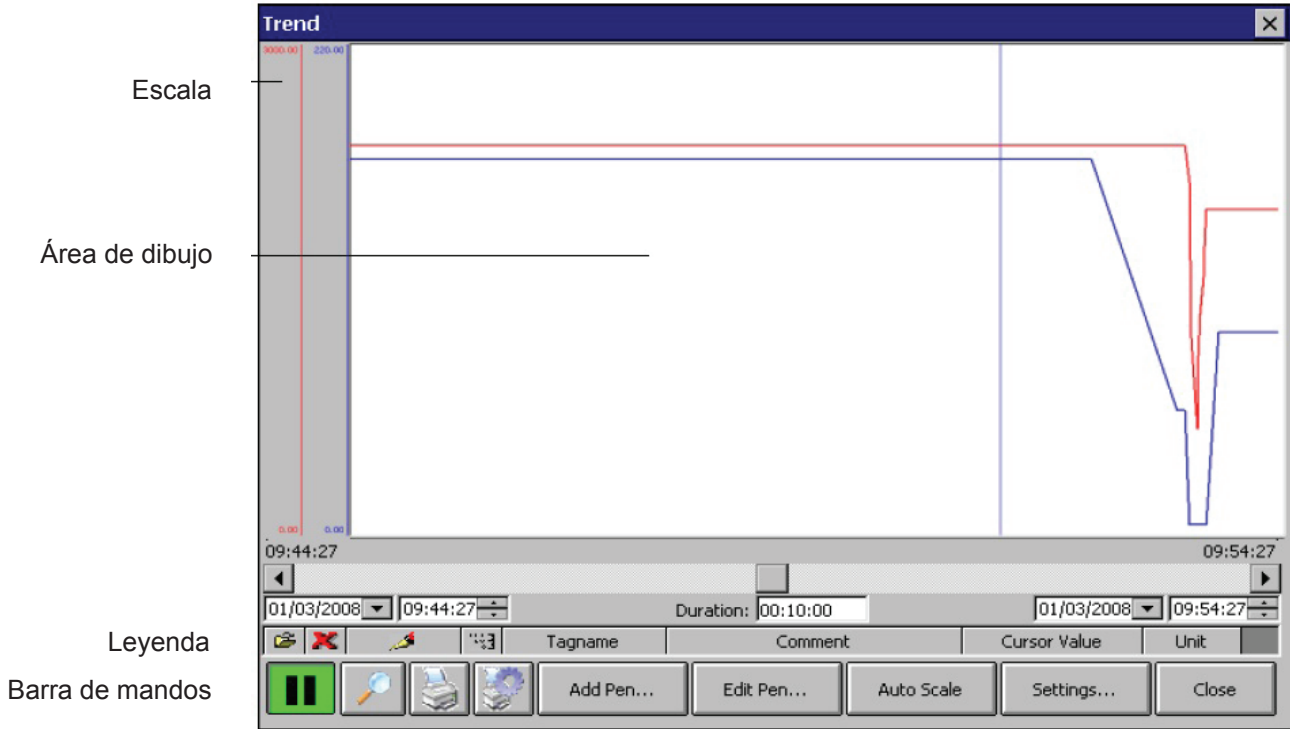 Trend
3000.00 220.00
Escala
Área de dibujo
0.00 0.00
09:44:27 09:54:27
01/03/2008 09:44:27 Duration: 00:10:00 01/03/2008 09:54:27
Leyenda
Tagname Comment Cursor Value Unit
Barra de mandos
Add Pen... Edit Pen... Auto Scale Settings... Close